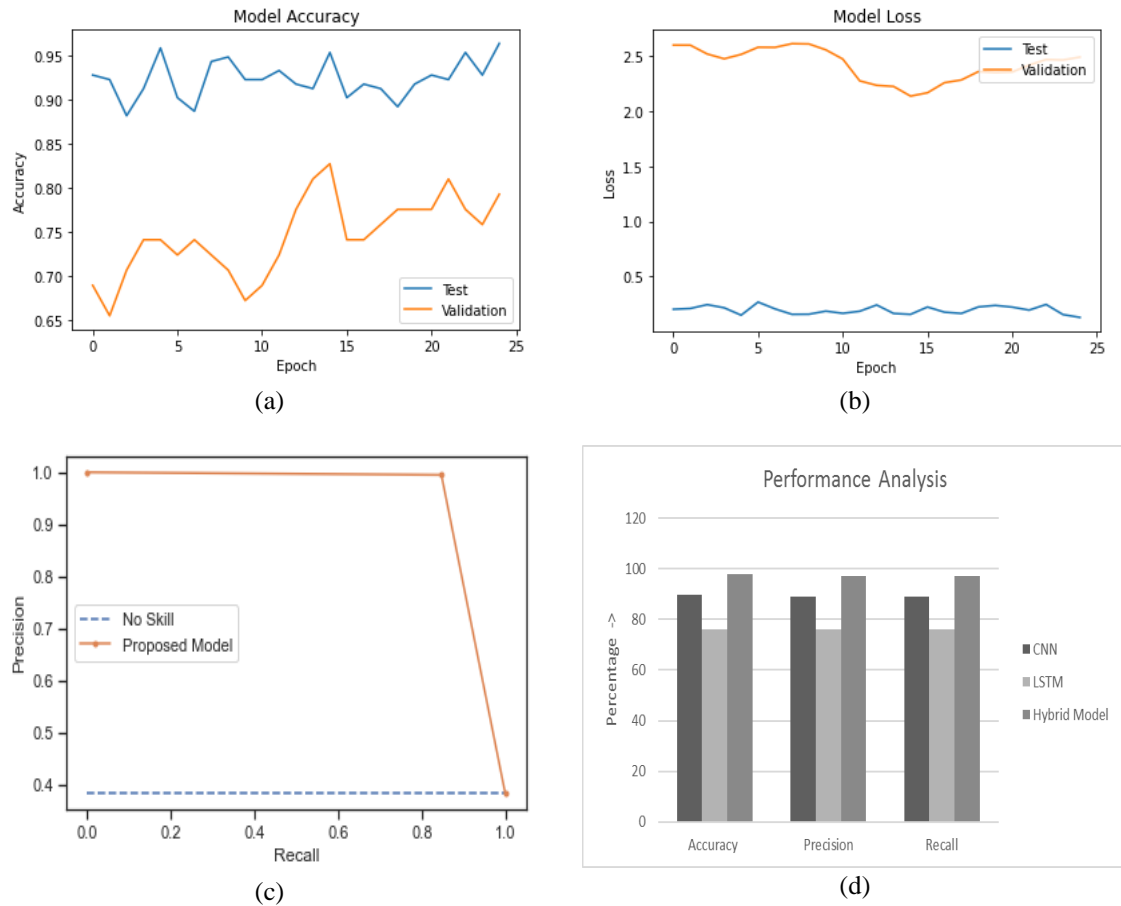 Model Accuracy
Accuracy
0.95
0.90
0.85
0.80
0.75
0.70
0.65
Test
Validation
0 5 10 15 20 25
Epoch
(a)
Model Loss
Loss
2.5
2.0
1.5
1.0
0.5
Test
Validation
0 5 10 15 20 25
Epoch
(b)
Precision
1.0
0.9
0.8
0.7
0.6
0.5
0.4
No Skill
Proposed Model
0.0 0.2 0.4 0.6 0.8 1.0
Recall
(c)
Performance Analysis
Percentage ->
120
100
80
60
40
20
0
Accuracy Precision Recall
CNN
LSTM
Hybrid Model
(d)